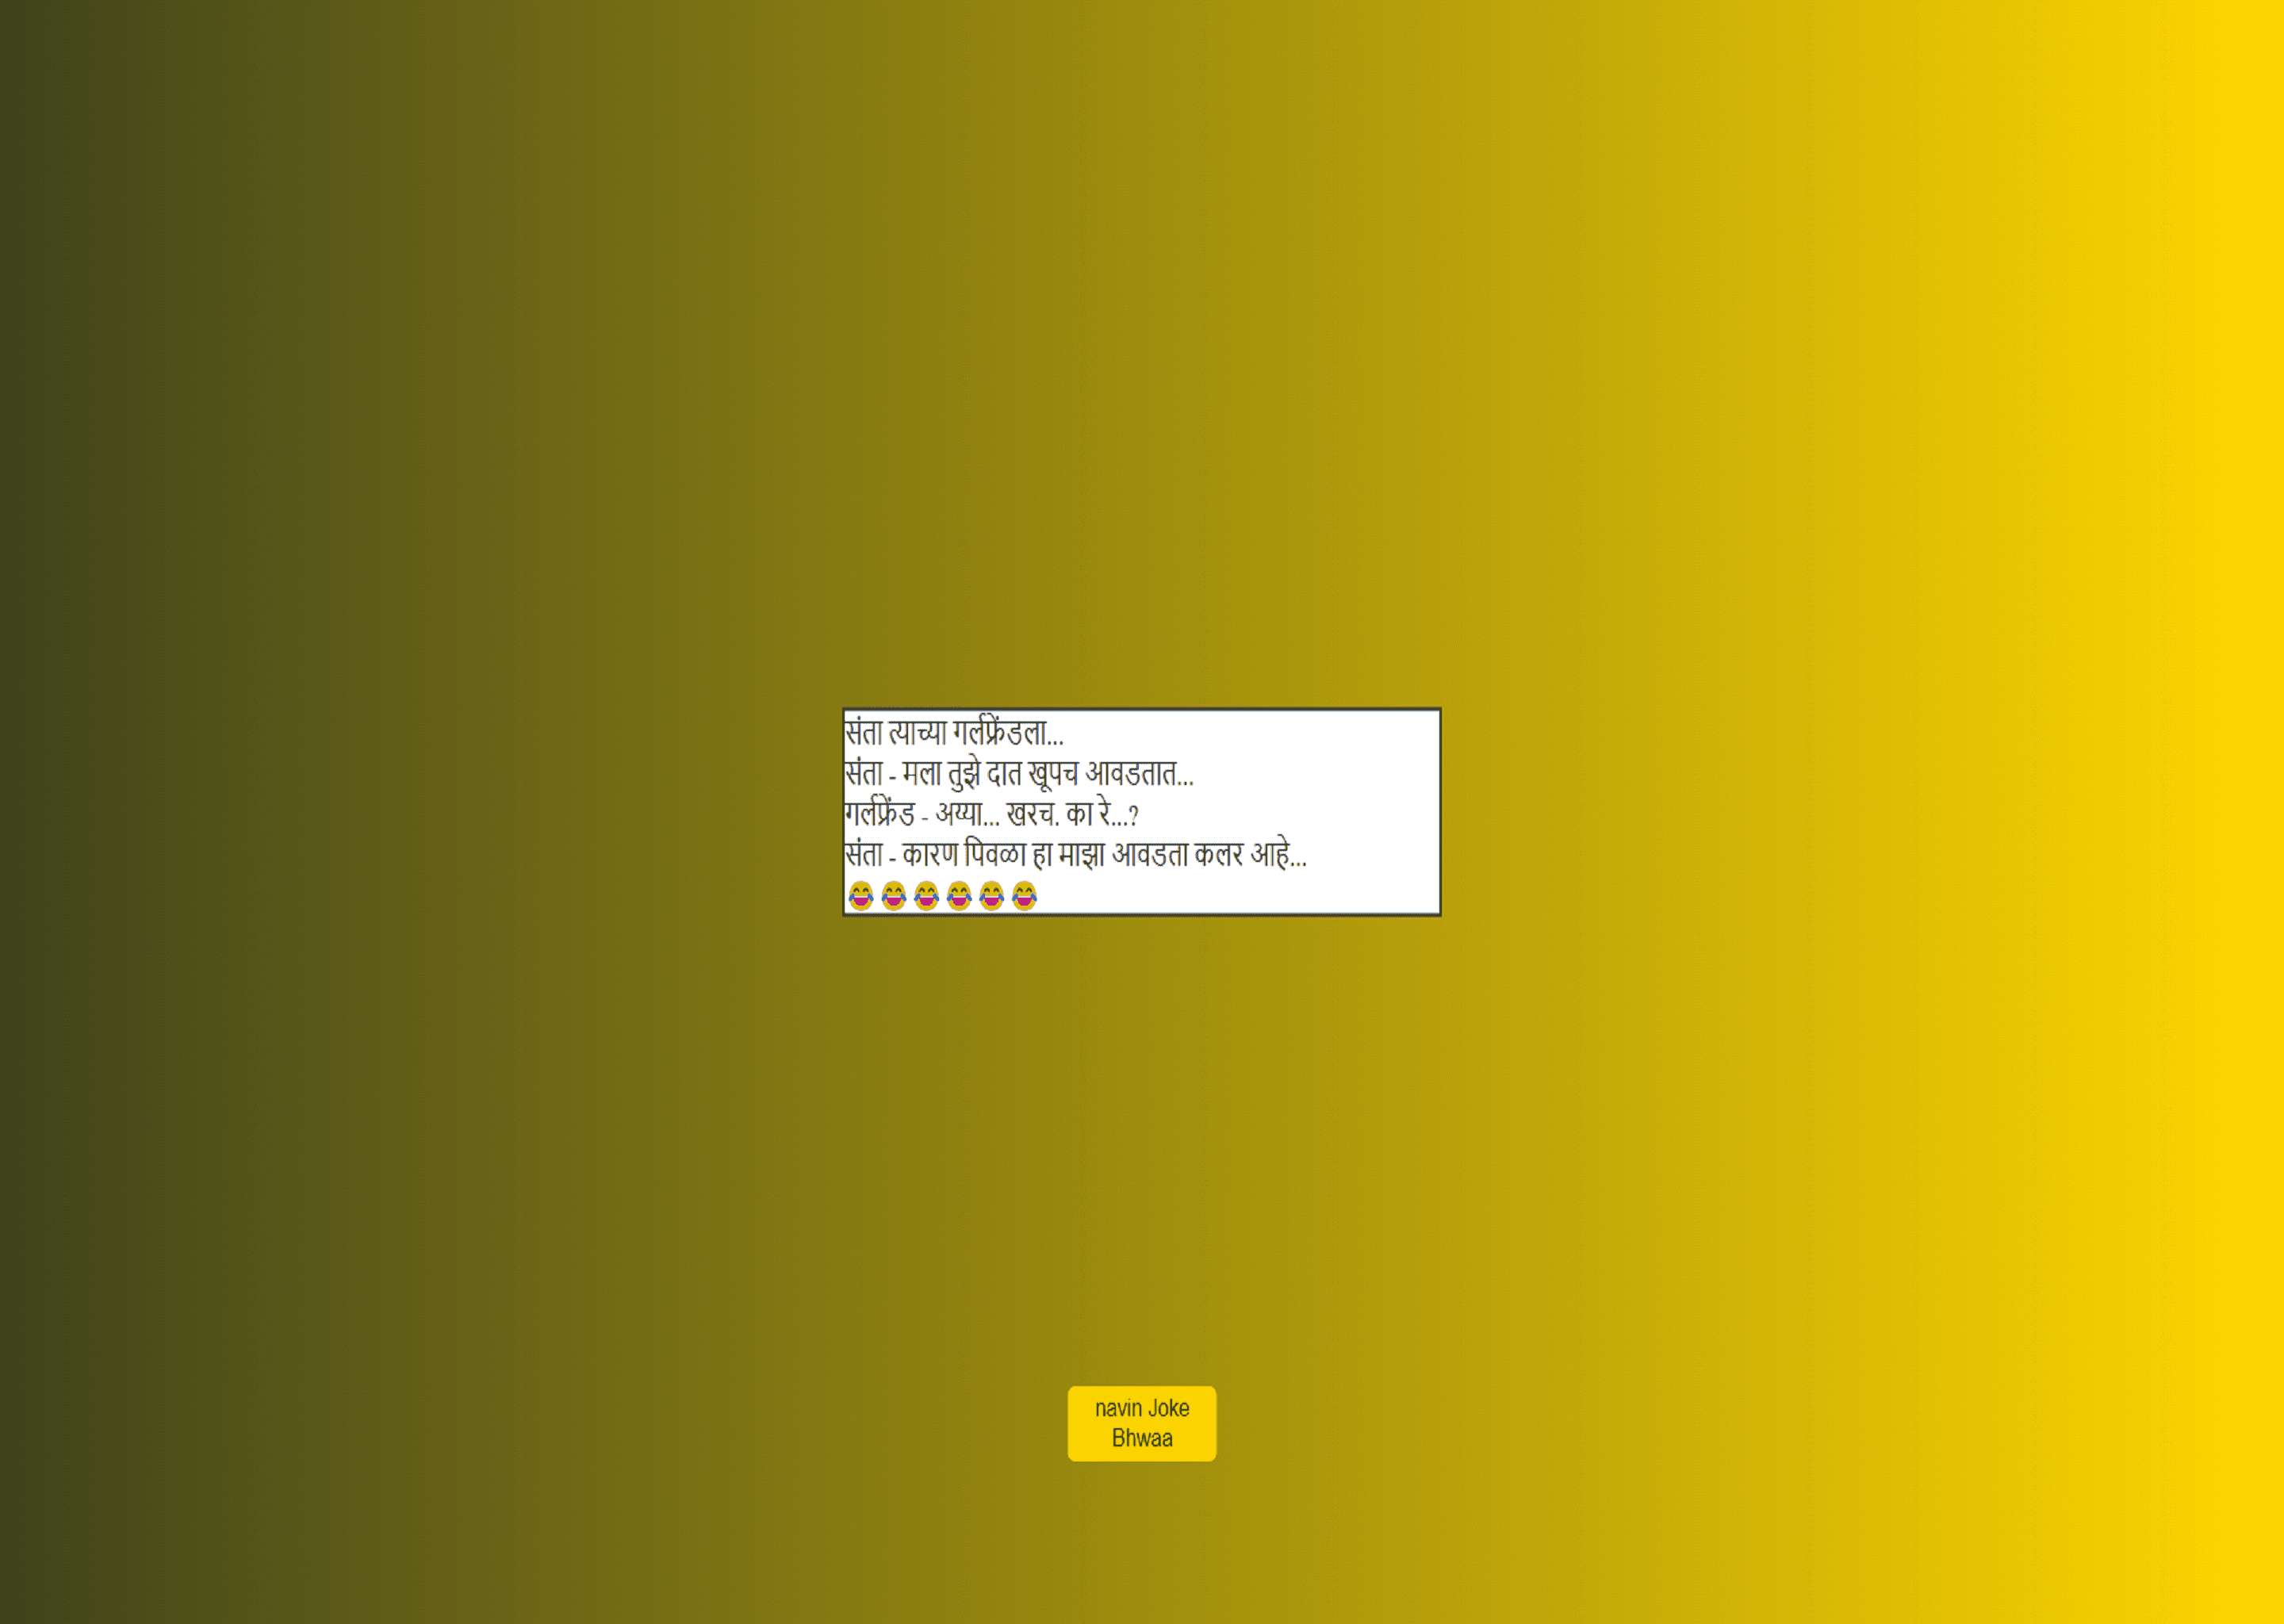 संता त्याच्या गर्लफ्रेंडला...
संता - मला तुझे दात खूपच आवडतात...
गर्लफ्रेंड - अय्या... खरच. का रे...?
संता - कारण पिवळा हा माझा आवडता कलर आहे...
😂😂😂😂😂😂
navin Joke
Bhwaa